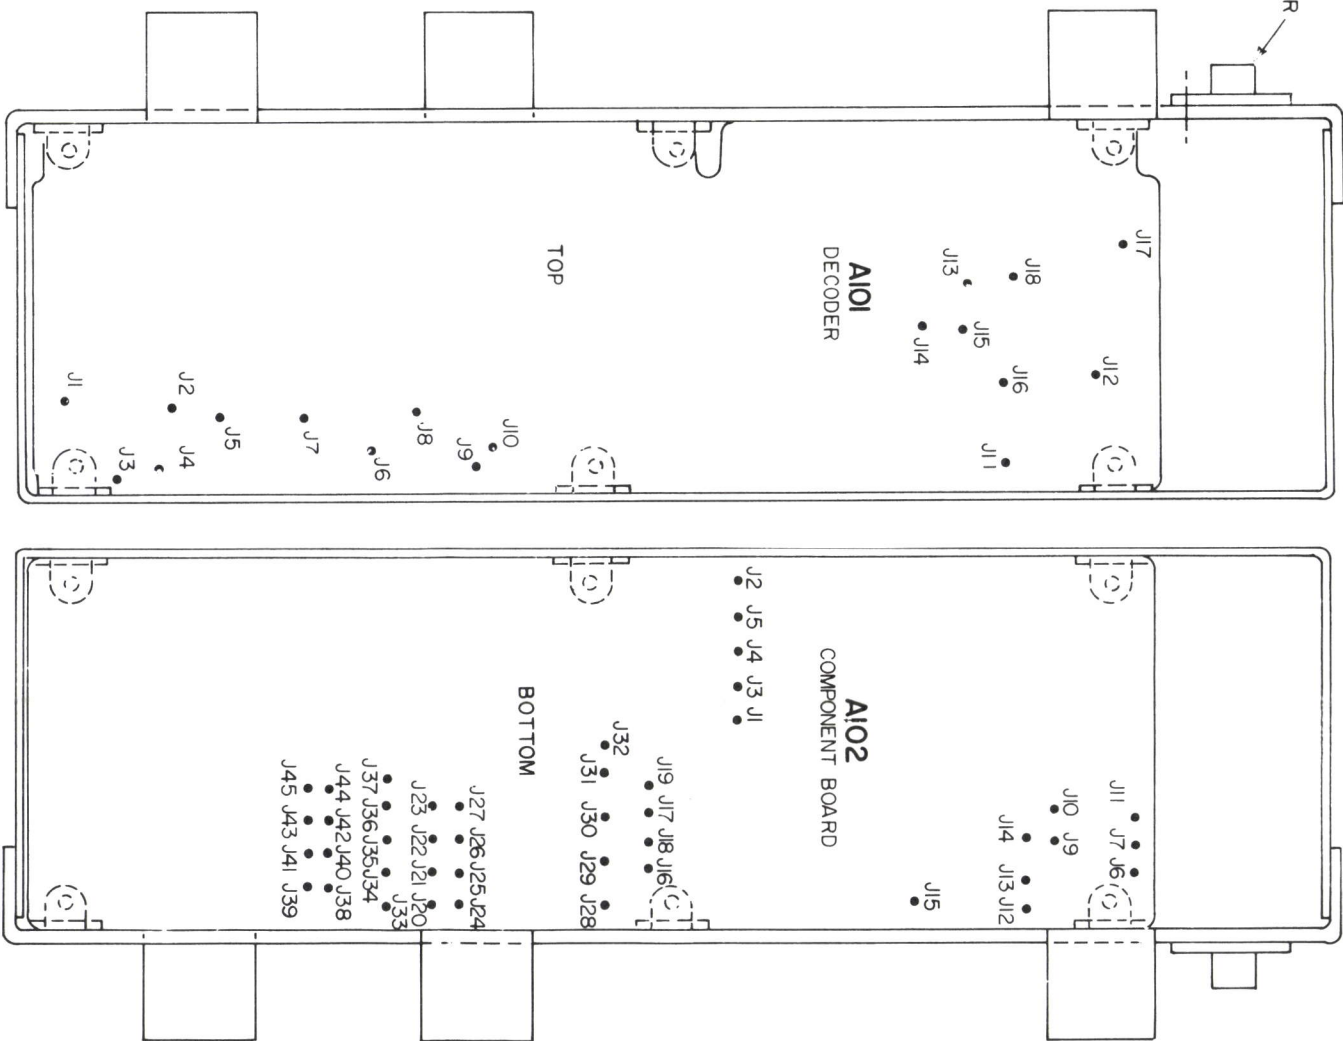 R
J17
J18
J13
A101
DECODER
TOP
J15
J14
J16
J12
J1
J2
J5
J7
J8
J10
J9
J6
J4
J3
J11
J2
J5
J4
J3
J1
A102
COMPONENT BOARD
BOTTOM
J32
J31
J30
J29
J28
J19
J17
J18
J16
J10
J9
J11
J7
J6
J14
J13
J12
J15
J27
J26
J25
J24
J23
J22
J21
J20
J37
J36
J35
J34
J33
J44
J42
J40
J38
J45
J43
J41
J39